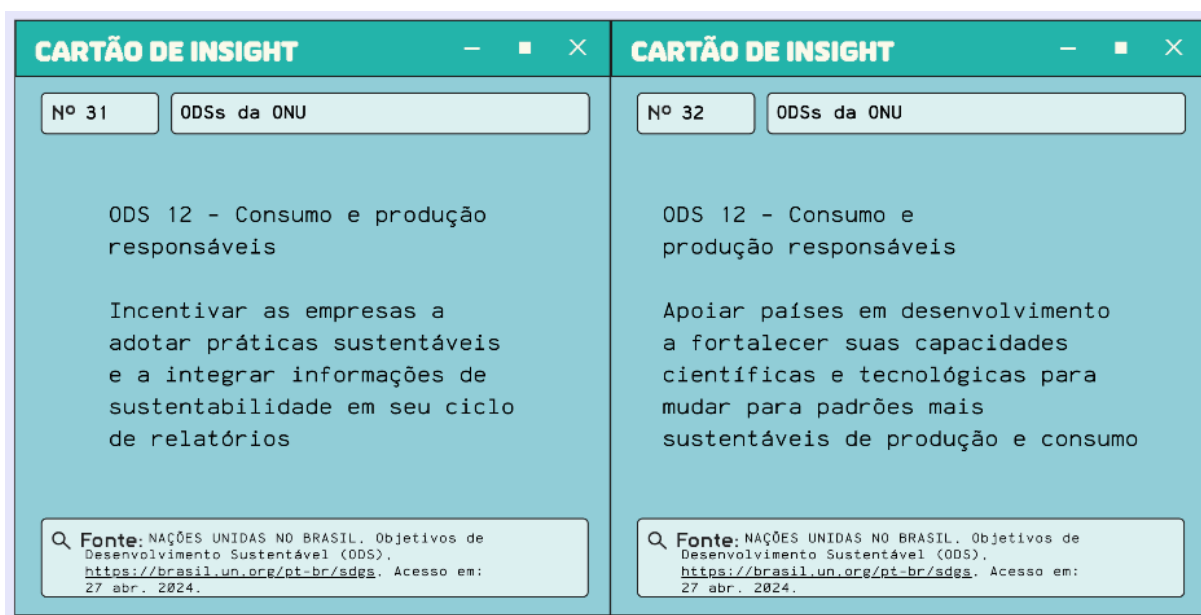 CARTÃO DE INSIGHT
Nº 31
ODSs da ONU
ODS 12 - Consumo e produção
responsáveis
Incentivar as empresas a
adotar práticas sustentáveis
e a integrar informações de
sustentabilidade em seu ciclo
de relatórios
Fonte: NAÇÕES UNIDAS NO BRASIL. Objetivos de
Desenvolvimento Sustentável (ODS).
https://brasil.un.org/pt-br/sdgs. Acesso em:
27 abr. 2024.
CARTÃO DE INSIGHT
Nº 32
ODSs da ONU
ODS 12 - Consumo e
produção responsáveis
Apoiar países em desenvolvimento
a fortalecer suas capacidades
científicas e tecnológicas para
mudar para padrões mais
sustentáveis de produção e consumo
Fonte: NAÇÕES UNIDAS NO BRASIL. Objetivos de
Desenvolvimento Sustentável (ODS).
https://brasil.un.org/pt-br/sdgs. Acesso em:
27 abr. 2024.